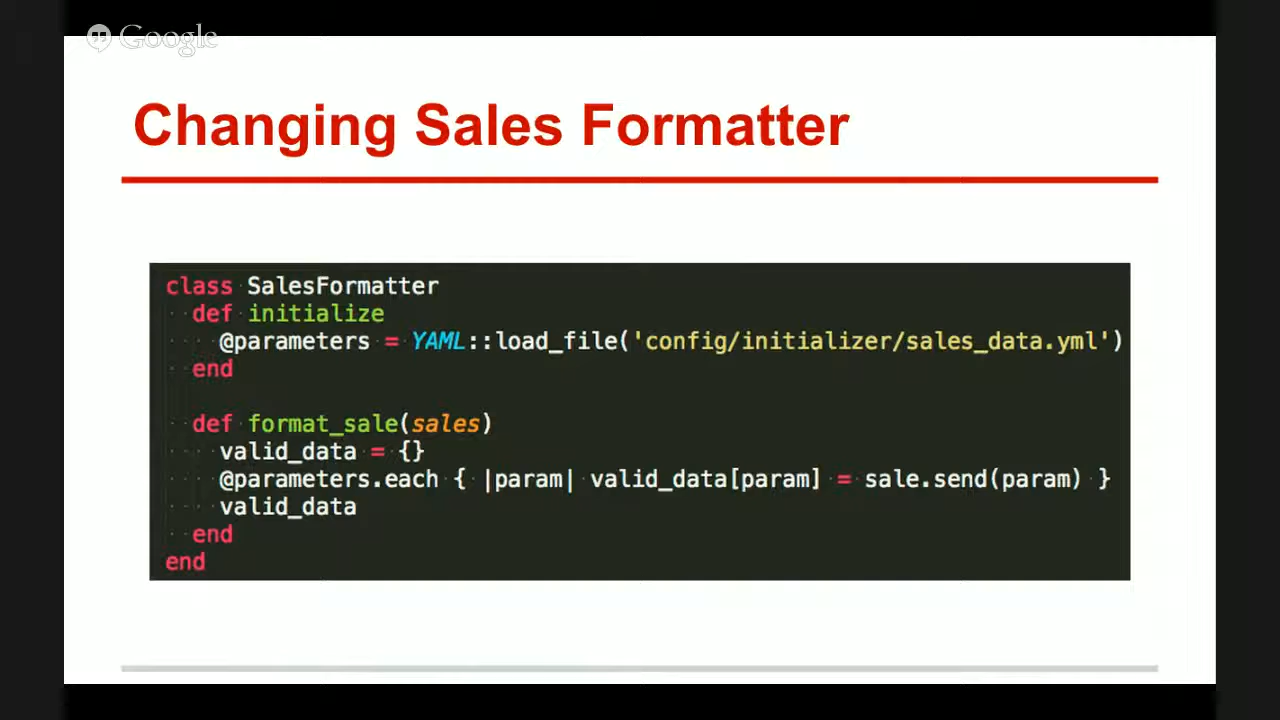 Google
Changing Sales Formatter
class SalesFormatter
def initialize
@parameters = YAML::load_file('config/initializer/sales_data.yml')
end
def format_sale(sales)
valid_data = {}
@parameters.each { |param| valid_data[param] = sale.send(param) }
valid_data
end
end